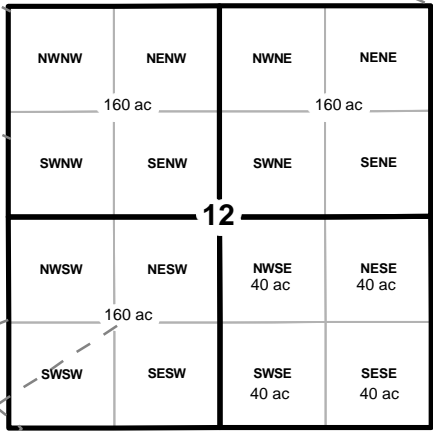 NWNW NENW NWNE NENE
160 ac 160 ac
SWNW SENW SWNE SENE
12
NWSW NESW NWSE NESE
40 ac 40 ac
160 ac
SWSW SESW SWSE SESE
40 ac 40 ac